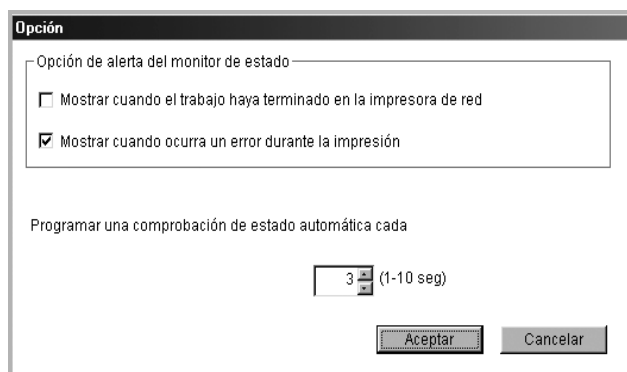 Opción
Opción de alerta del monitor de estado
Mostrar cuando el trabajo haya terminado en la impresora de red
Mostrar cuando ocurra un error durante la impresión
Programar una comprobación de estado automática cada
3 (1-10 seg)
Aceptar Cancelar